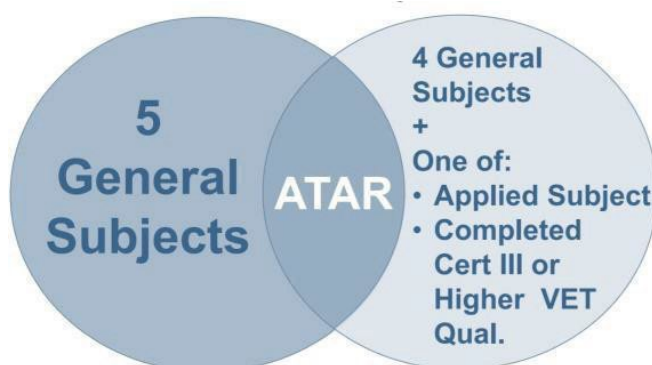 5
General
Subjects
ATAR
4 General
Subjects
+
One of:
• Applied Subject
• Completed
Cert III or
Higher VET
Qual.